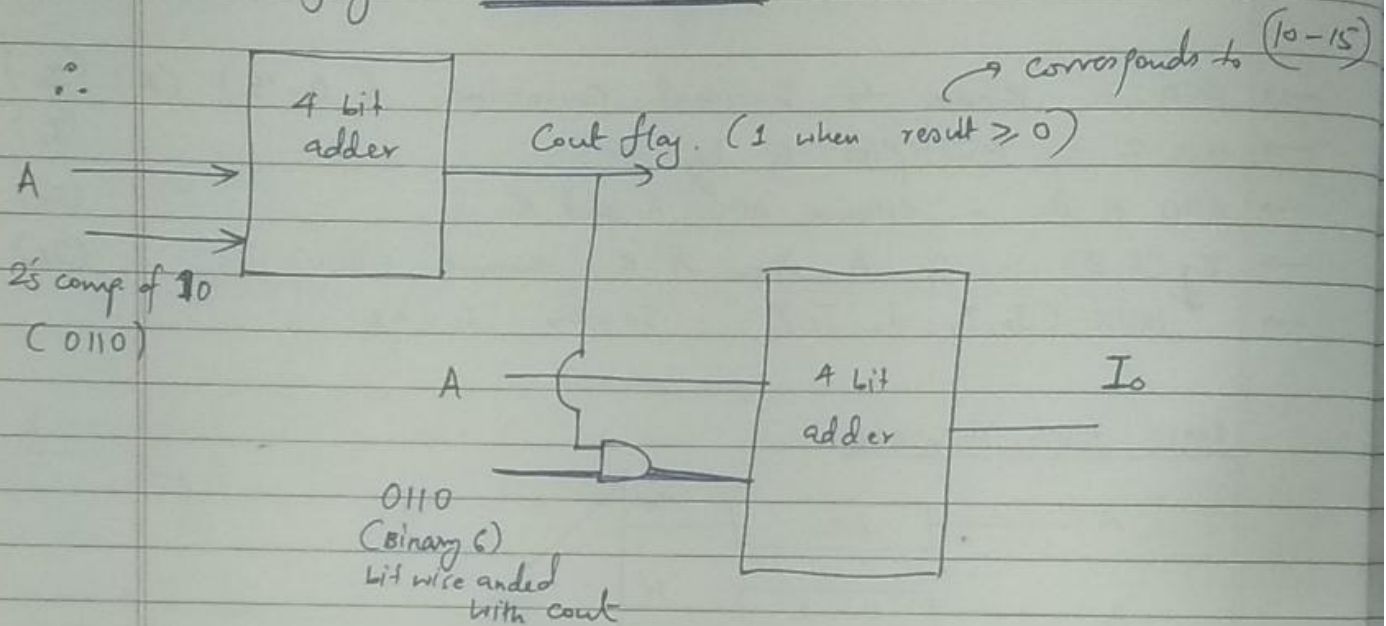 ∴
4 bit
adder
Cout flag. (1 when result ≥ 0)
→ corresponds to (10-15)
A
2's comp. of 10
(0110)
A
4 bit
adder
I₀
0110
(Binary 6)
bit wise anded
with cout